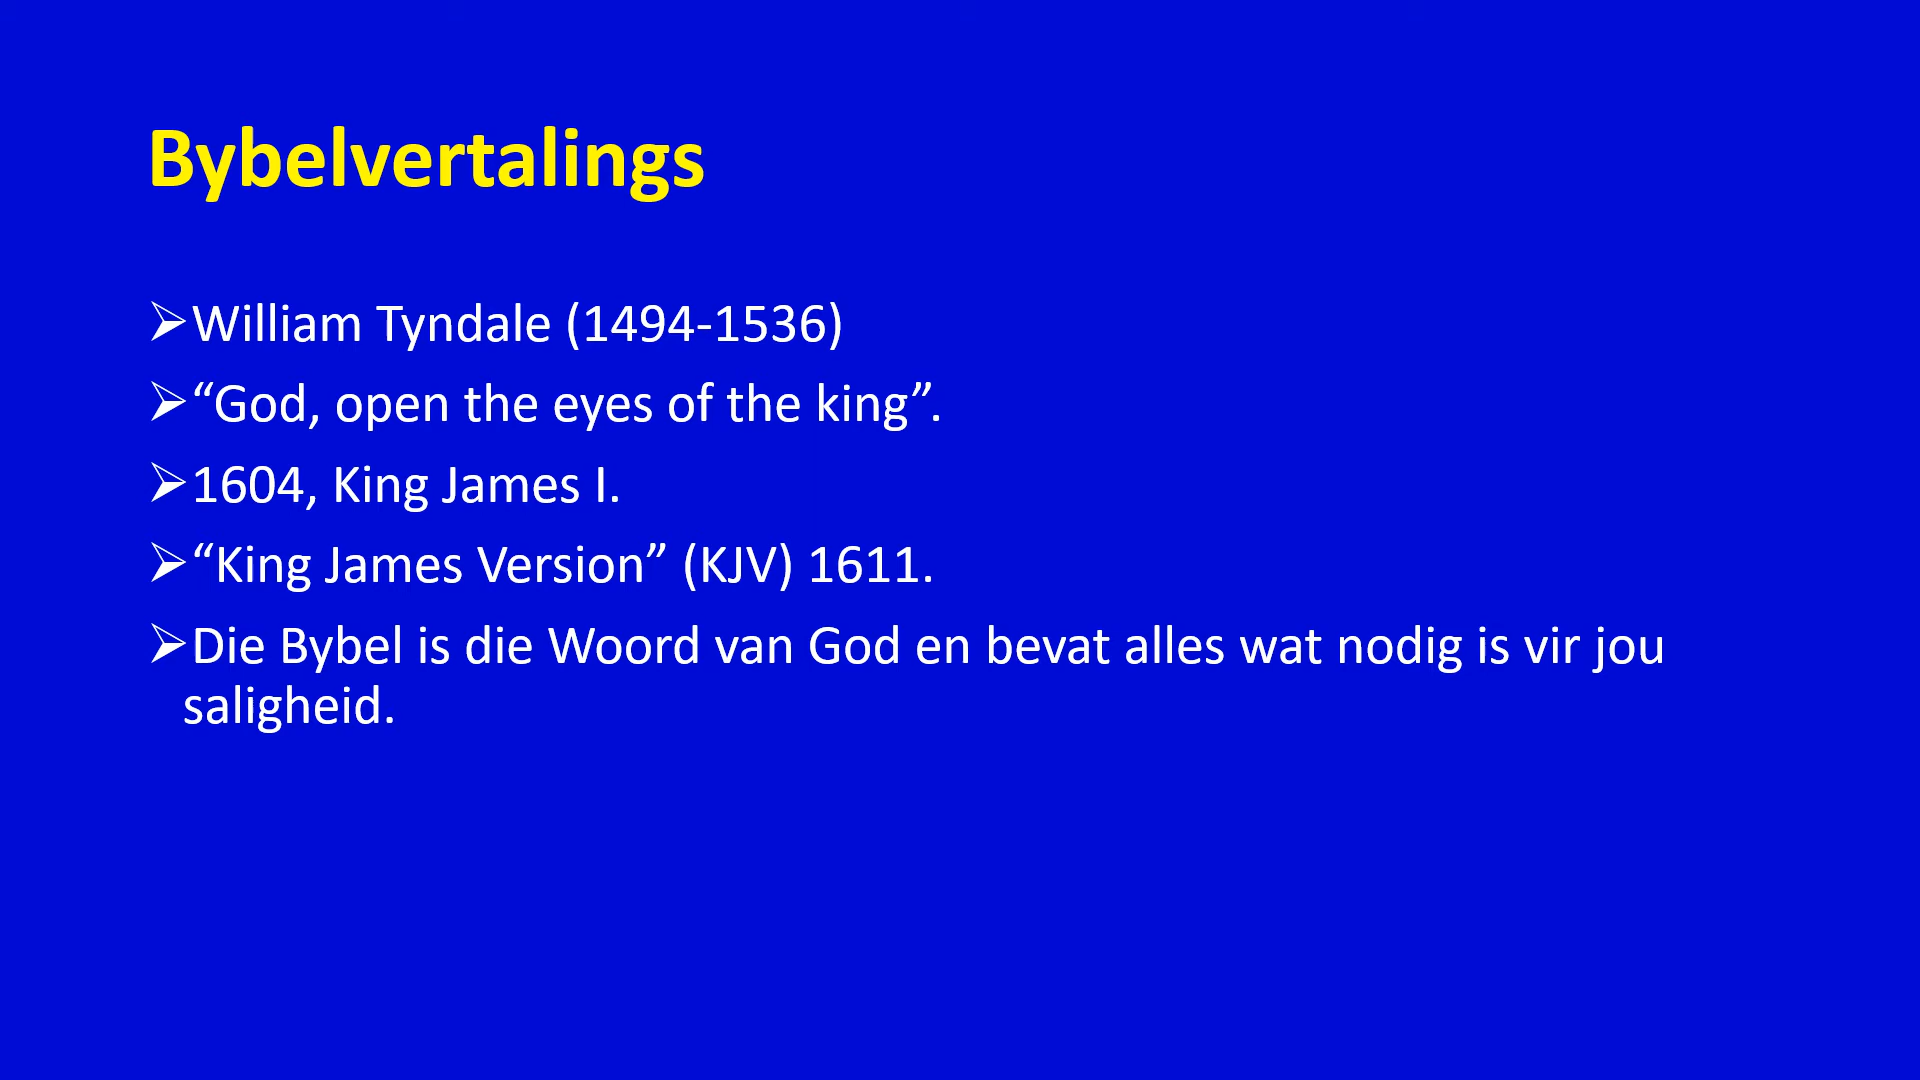 Bybelvertalings
➢William Tyndale (1494-1536)
➢“God, open the eyes of the king”.
➢1604, King James I.
➢“King James Version” (KJV) 1611.
➢Die Bybel is die Woord van God en bevat alles wat nodig is vir jou
saligheid.